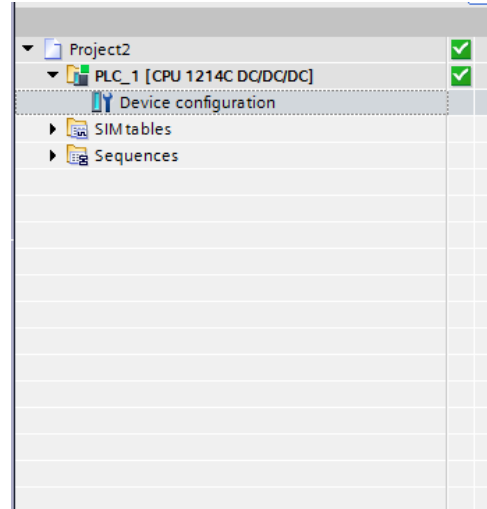 Project2
PLC_1 [CPU 1214C DC/DC/DC]
Device configuration
SIM tables
Sequences